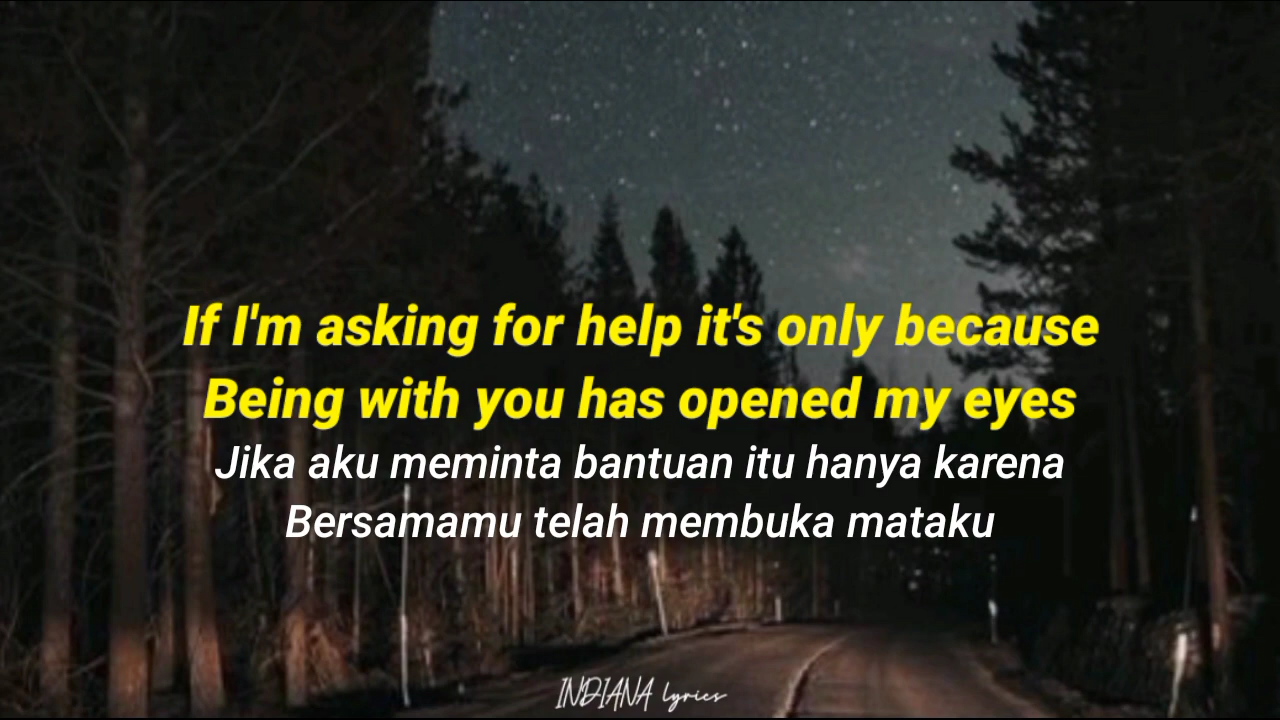 If I'm asking for help it's only because
Being with you has opened my eyes
Jika aku meminta bantuan itu hanya karena
Bersamamu telah membuka mataku
INDIANA lyrics